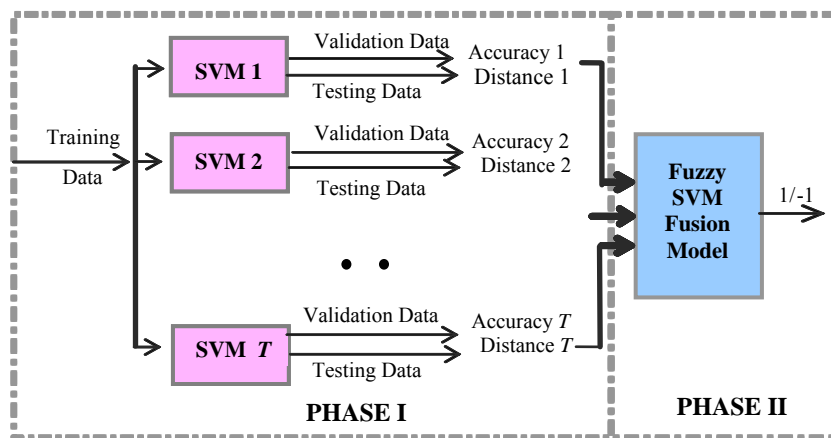 Training
Data
SVM 1
Validation Data
Testing Data
Accuracy 1
Distance 1
SVM 2
Validation Data
Testing Data
Accuracy 2
Distance 2
SVM T
Validation Data
Testing Data
Accuracy T
Distance T
PHASE I
Fuzzy
SVM
Fusion
Model
1/-1
PHASE II